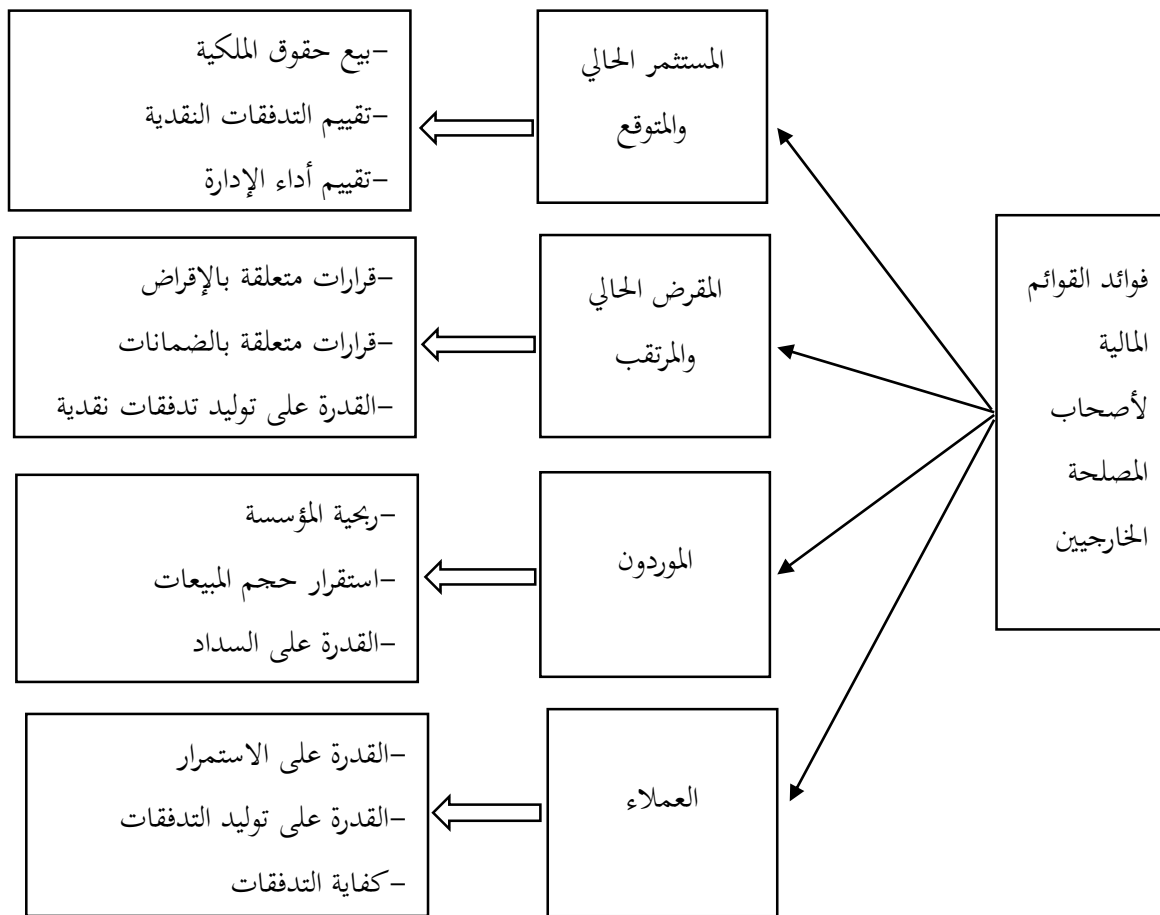 فوائد القوائم
المالية
لأصحاب
المصلحة
الخارجيين
المستثمر الحالي
والمتوقع
-بيع حقوق الملكية
-تقييم التدفقات النقدية
-تقييم أداء الإدارة
المقرض الحالي
والمرتقب
-قرارات متعلقة بالإقراض
-قرارات متعلقة بالضمانات
-القدرة على توليد تدفقات نقدية
الموردون
-ربحية المؤسسة
-استقرار حجم المبيعات
-القدرة على السداد
العملاء
-القدرة على الاستمرار
-القدرة على توليد التدفقات
-كفاية التدفقات